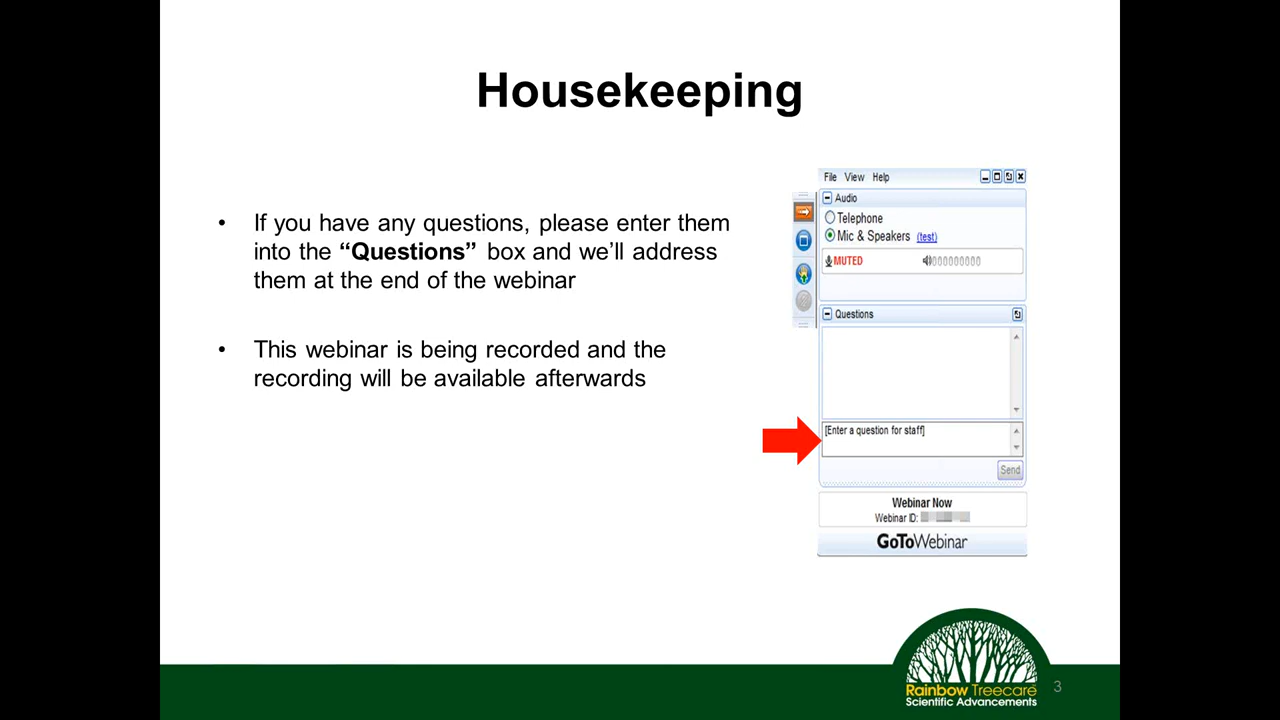 Housekeeping
• If you have any questions, please enter them
into the “Questions” box and we’ll address
them at the end of the webinar
• This webinar is being recorded and the
recording will be available afterwards
File View Help
Audio
Telephone
Mic & Speakers (test)
MUTED
Questions
[Enter a question for staff]
Send
Webinar Now
Webinar ID:
GoToWebinar
Rainbow Treecare
Scientific Advancements
3